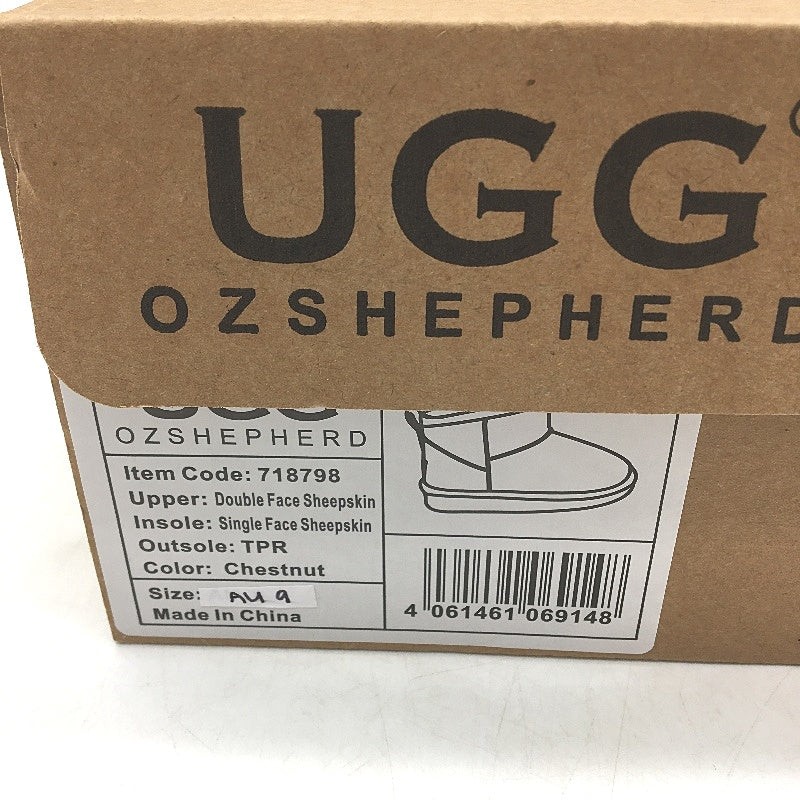 UGG
OZSHEPHERD
UGG
OZSHEPHERD
Item Code: 718798
Upper: Double Face Sheepskin
Insole: Single Face Sheepskin
Outsole: TPR
Color: Chestnut
Size: AU 9
Made In China
4 061461 069148